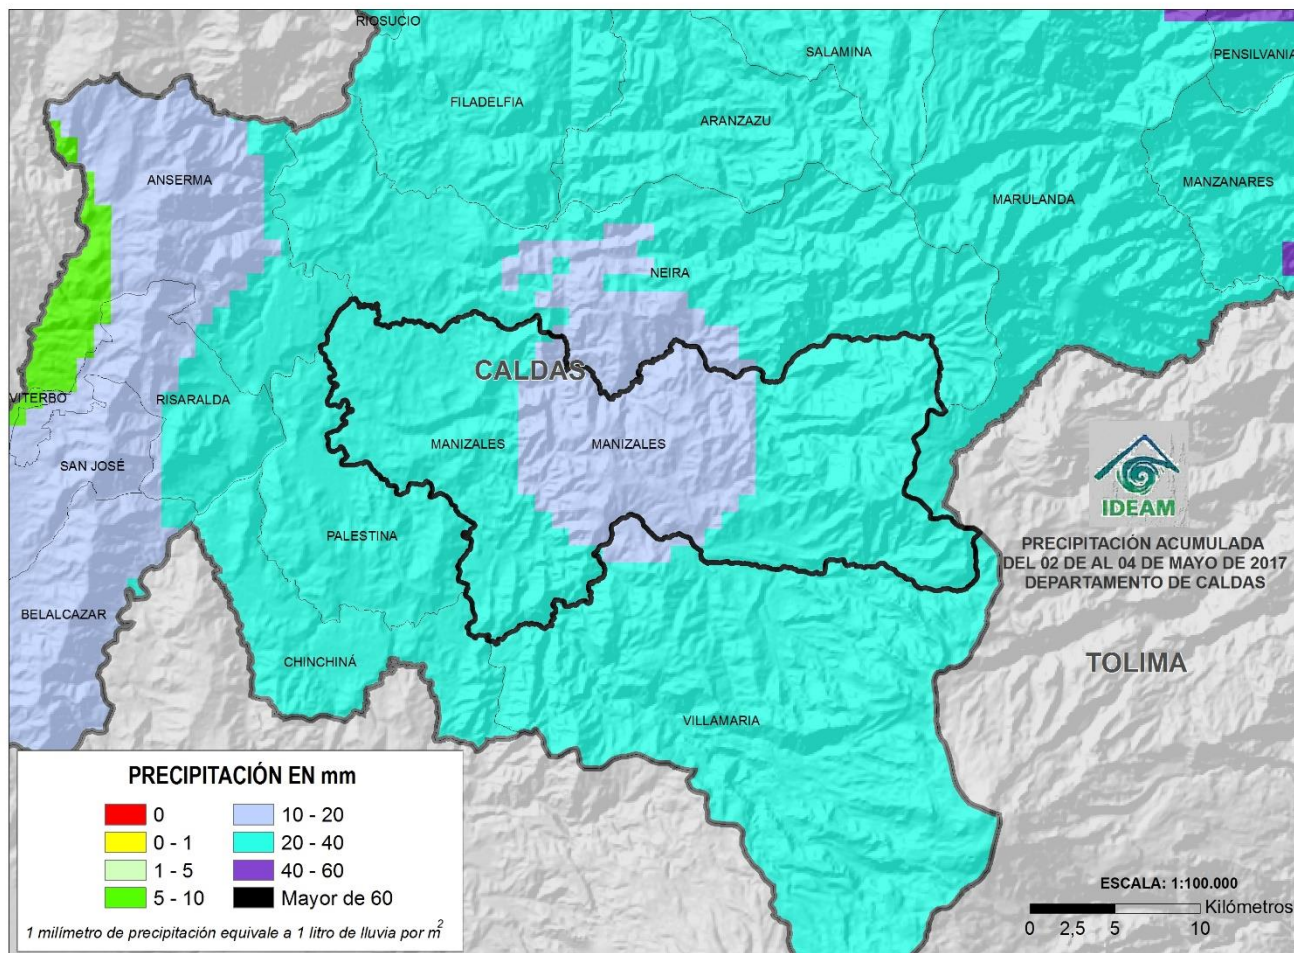 RIOSUCIO
SALAMINA
PENSILVANIA
FILADELFIA
ARANZAZU
ANSERMA
MANZANARES
MARULANDA
NEIRA
CALDAS
VITERBO
RISARALDA
MANIZALES
MANIZALES
SAN JOSÉ
IDEAM
PALESTINA
PRECIPITACIÓN ACUMULADA
DEL 02 DE AL 04 DE MAYO DE 2017
DEPARTAMENTO DE CALDAS
BELALCAZAR
CHINCHINÁ
TOLIMA
VILLAMARIA
PRECIPITACIÓN EN mm
0
0 - 1
1 - 5
5 - 10
10 - 20
20 - 40
40 - 60
Mayor de 60
1 milímetro de precipitación equivale a 1 litro de lluvia por m²
ESCALA: 1:100.000
Kilómetros
0 2,5 5 10